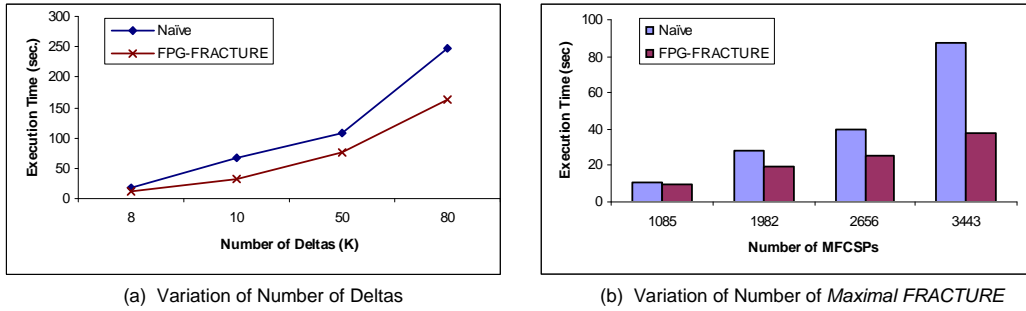 300
250
200
150
100
50
0
Execution Time (sec.)
Naïve
FPG-FRACTURE
8 10 50 80
Number of Deltas (K)
(a) Variation of Number of Deltas
100
80
60
40
20
0
Execution Time (sec)
Naïve
FPG-FRACTURE
1085 1982 2656 3443
Number of MFCSPs
(b) Variation of Number of Maximal FRACTURE